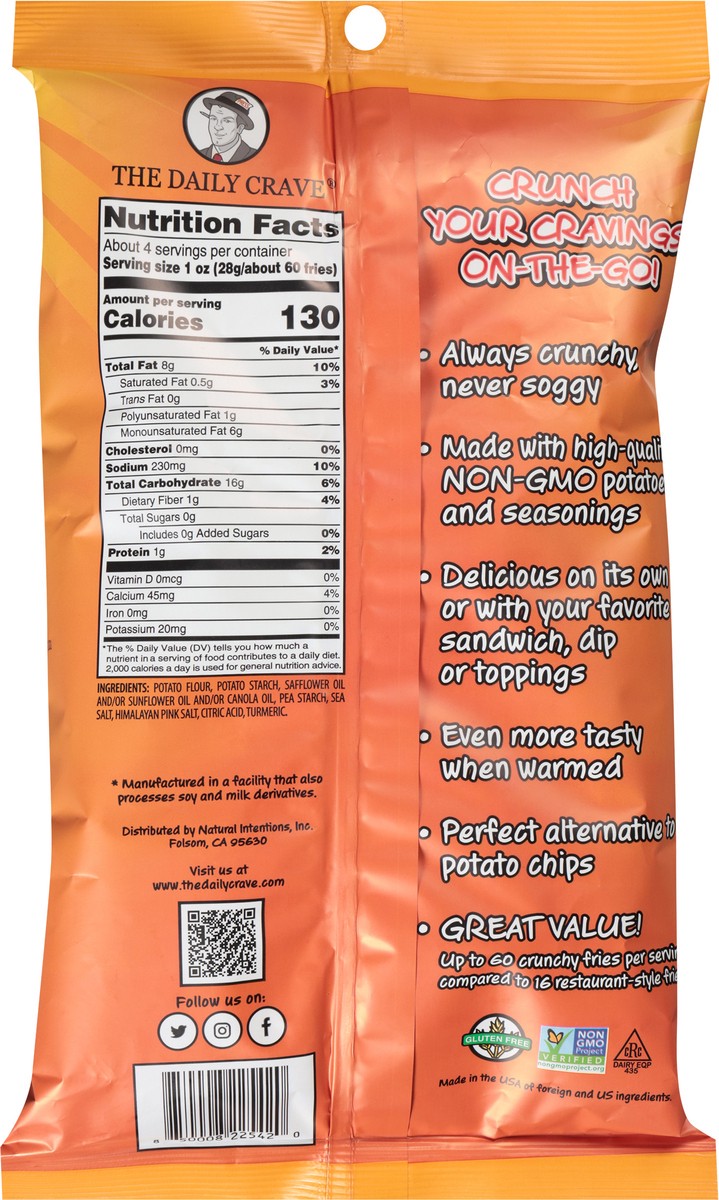 THE DAILY CRAVE®
Nutrition Facts
About 4 servings per container
Serving size 1 oz (28g/about 60 fries)
Amount per serving
Calories 130
% Daily Value*
Total Fat 8g 10%
Saturated Fat 0.5g 3%
Trans Fat 0g
Polyunsaturated Fat 1g
Monounsaturated Fat 6g
Cholesterol 0mg 0%
Sodium 230mg 10%
Total Carbohydrate 16g 6%
Dietary Fiber 1g 4%
Total Sugars 0g
Includes 0g Added Sugars 0%
Protein 1g 2%
Vitamin D 0mcg 0%
Calcium 45mg 4%
Iron 0mg 0%
Potassium 20mg 0%
*The % Daily Value (DV) tells you how much a
nutrient in a serving of food contributes to a daily diet.
2,000 calories a day is used for general nutrition advice.
INGREDIENTS: POTATO FLOUR, POTATO STARCH, SAFFLOWER OIL
AND/OR SUNFLOWER OIL AND/OR CANOLA OIL, PEA STARCH, SEA
SALT, HIMALAYAN PINK SALT, CITRIC ACID, TURMERIC.
* Manufactured in a facility that also
processes soy and milk derivatives.
Distributed by Natural Intentions, Inc.
Folsom, CA 95630
Visit us at
www.thedailycrave.com
Follow us on:
8 50008 22542 0
CRUNCH
YOUR CRAVINGS
ON-THE-GO!
• Always crunchy,
never soggy
• Made with high-quali
NON-GMO potatoe
and seasonings
• Delicious on its own
or with your favorite
sandwich, dip
or toppings
• Even more tasty
when warmed
• Perfect alternative to
potato chips
• GREAT VALUE!
Up to 60 crunchy fries per servin
compared to 16 restaurant-style frie
GLUTEN FREE
NON
GMO
Project
VERIFIED
nongmoproject.org
CRC
DAIRY EQP
435
Made in the USA of foreign and US ingredients.